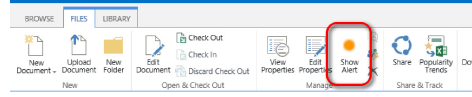 BROWSE FILES LIBRARY
New Document
Upload Document
New Folder
Edit Document
Check Out
Check In
Discard Check Out
View Properties
Edit Properties
Show Alert
Share
Popularity Trends
New
Open & Check Out
Manage
Share & Track